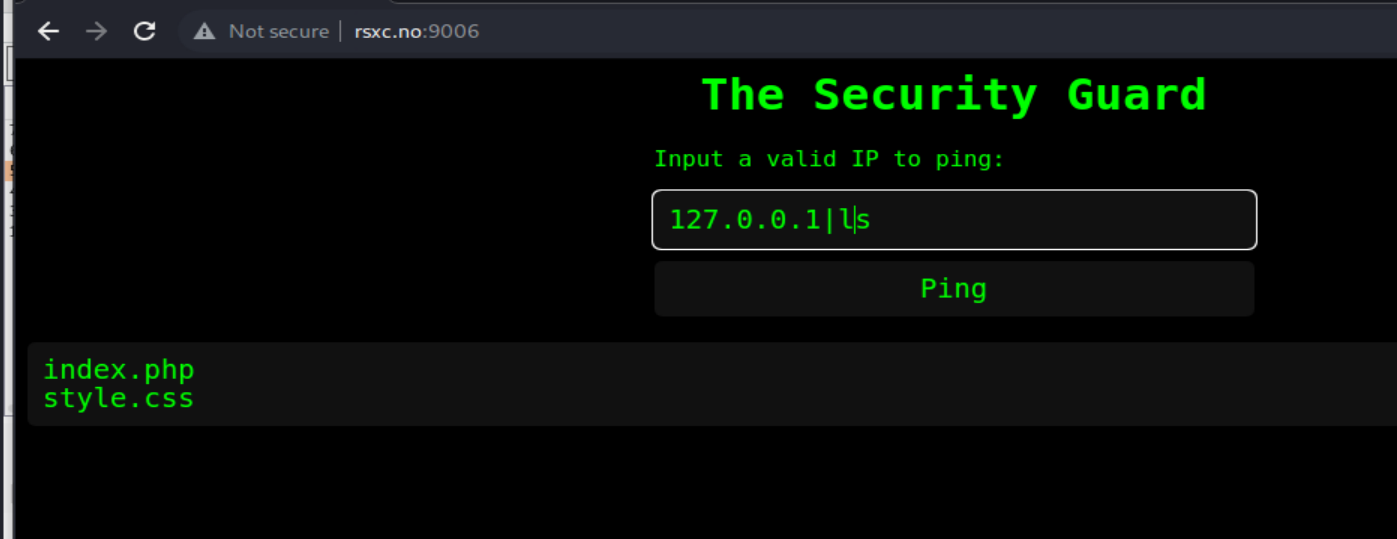 Not secure | rsxc.no:9006
The Security Guard
Input a valid IP to ping:
127.0.0.1|ls
Ping
index.php
style.css